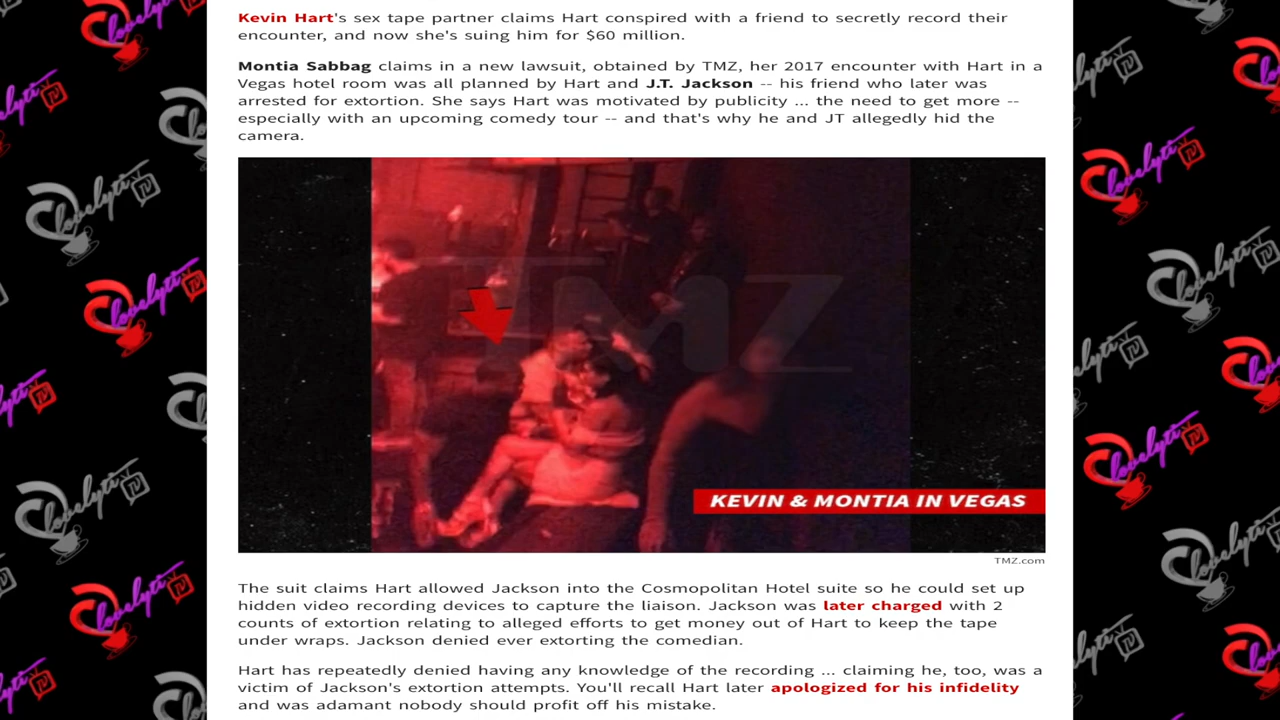 Kevin Hart's sex tape partner claims Hart conspired with a friend to secretly record their
encounter, and now she's suing him for $60 million.
Montia Sabbag claims in a new lawsuit, obtained by TMZ, her 2017 encounter with Hart in a
Vegas hotel room was all planned by Hart and J.T. Jackson -- his friend who later was
arrested for extortion. She says Hart was motivated by publicity ... the need to get more --
especially with an upcoming comedy tour -- and that's why he and JT allegedly hid the
camera.
TMZ
KEVIN & MONTIA IN VEGAS
TMZ.com
The suit claims Hart allowed Jackson into the Cosmopolitan Hotel suite so he could set up
hidden video recording devices to capture the liaison. Jackson was later charged with 2
counts of extortion relating to alleged efforts to get money out of Hart to keep the tape
under wraps. Jackson denied ever extorting the comedian.
Hart has repeatedly denied having any knowledge of the recording ... claiming he, too, was a
victim of Jackson's extortion attempts. You'll recall Hart later apologized for his infidelity
and was adamant nobody should profit off his mistake.